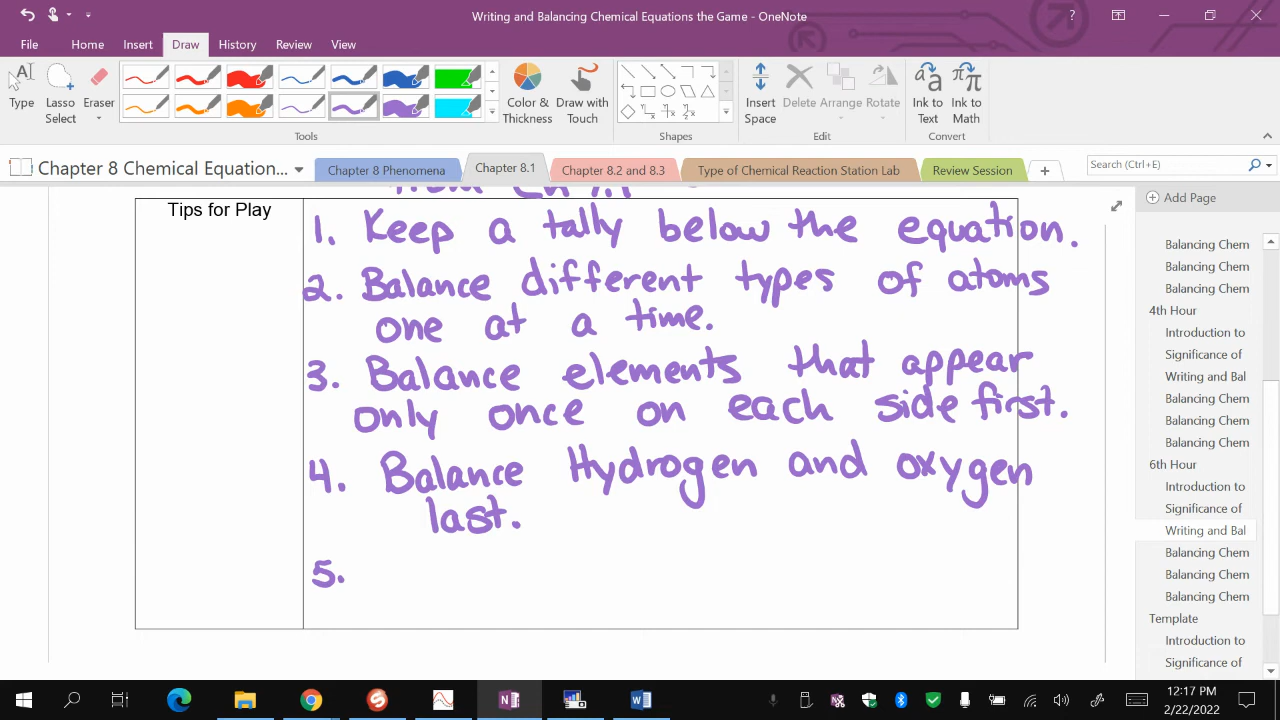 Writing and Balancing Chemical Equations the Game - OneNote
File Home Insert Draw History Review View
Type
Lasso Select
Eraser
Color & Thickness
Draw with Touch
Insert Space
Delete
Arrange
Rotate
Ink to Text
Ink to Math
Tools Shapes Edit Convert
Chapter 8 Chemical Equation...
Chapter 8 Phenomena
Chapter 8.1
Chapter 8.2 and 8.3
Type of Chemical Reaction Station Lab
Review Session
Search (Ctrl+E)
Tips for Play
1. Keep a tally below the equation.
2. Balance different types of atoms
one at a time.
3. Balance elements that appear
only once on each side first.
4. Balance Hydrogen and oxygen
last.
5.
Add Page
Balancing Chem
Balancing Chem
Balancing Chem
4th Hour
Introduction to
Significance of
Writing and Bal
Balancing Chem
Balancing Chem
Balancing Chem
6th Hour
Introduction to
Significance of
Writing and Bal
Balancing Chem
Balancing Chem
Balancing Chem
Template
Introduction to
Significance of
12:17 PM
2/22/2022